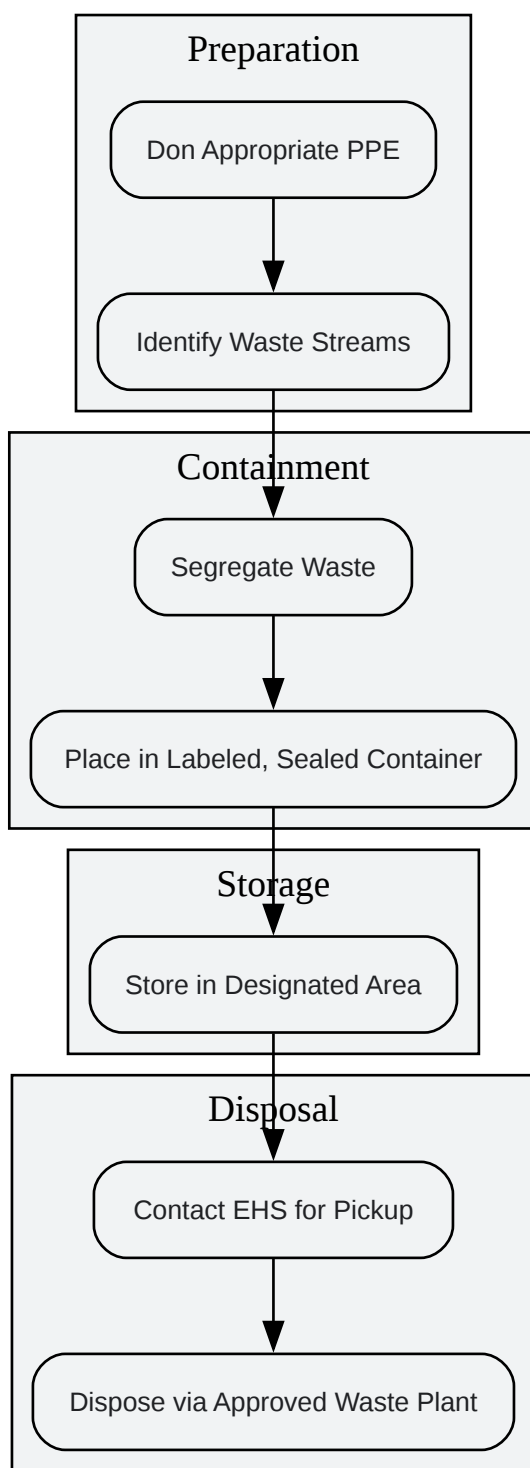 Preparation
Don Appropriate PPE
Identify Waste Streams
Containment
Segregate Waste
Place in Labeled, Sealed Container
Storage
Store in Designated Area
Disposal
Contact EHS for Pickup
Dispose via Approved Waste Plant